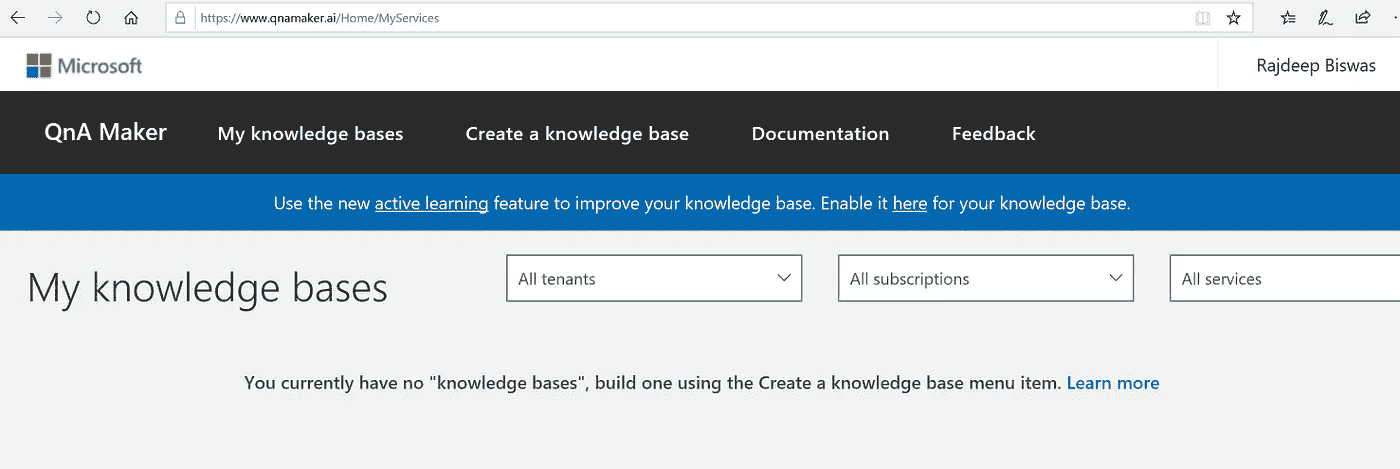 https://www.qnamaker.ai/Home/MyServices
Microsoft
Rajdeep Biswas
QnA Maker My knowledge bases Create a knowledge base Documentation Feedback
Use the new active learning feature to improve your knowledge base. Enable it here for your knowledge base.
My knowledge bases All tenants All subscriptions All services
You currently have no "knowledge bases", build one using the Create a knowledge base menu item. Learn more